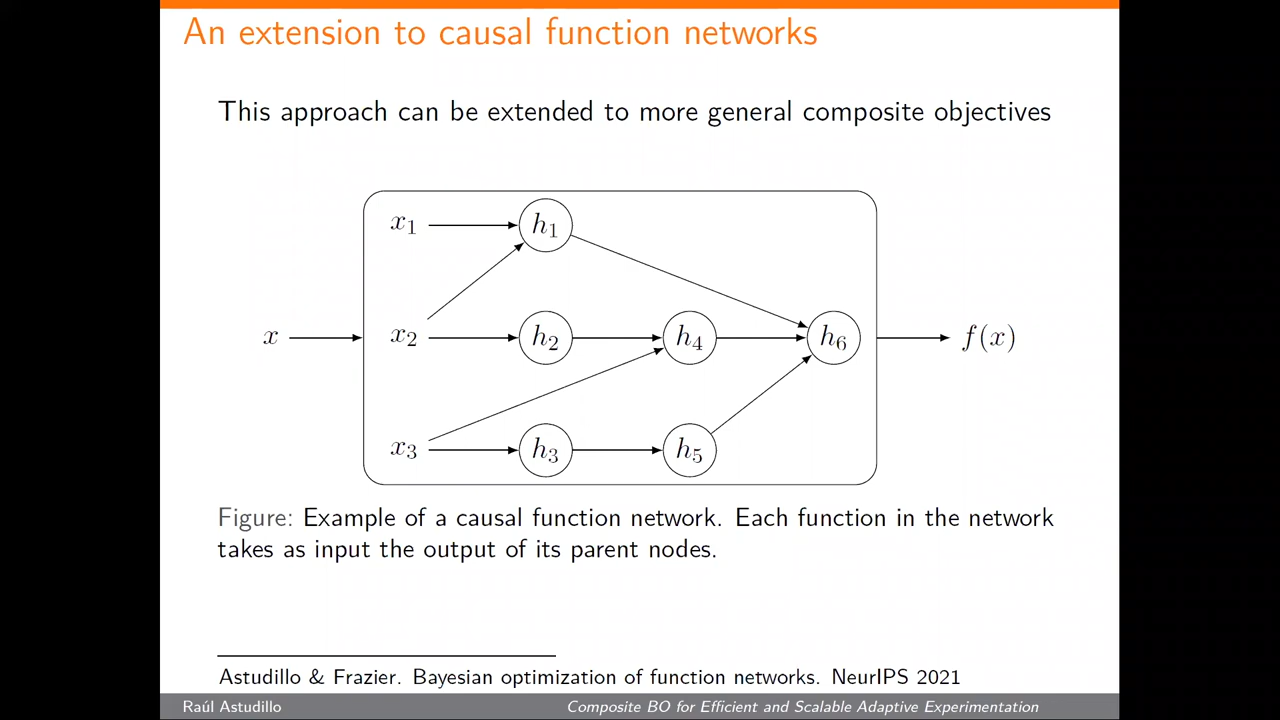 An extension to causal function networks
This approach can be extended to more general composite objectives
x₁
h₁
x
x₂
h₂
h₄
h₆
f(x)
x₃
h₃
h₅
Figure: Example of a causal function network. Each function in the network
takes as input the output of its parent nodes.
Astudillo & Frazier. Bayesian optimization of function networks. NeurIPS 2021
Raúl Astudillo
Composite BO for Efficient and Scalable Adaptive Experimentation